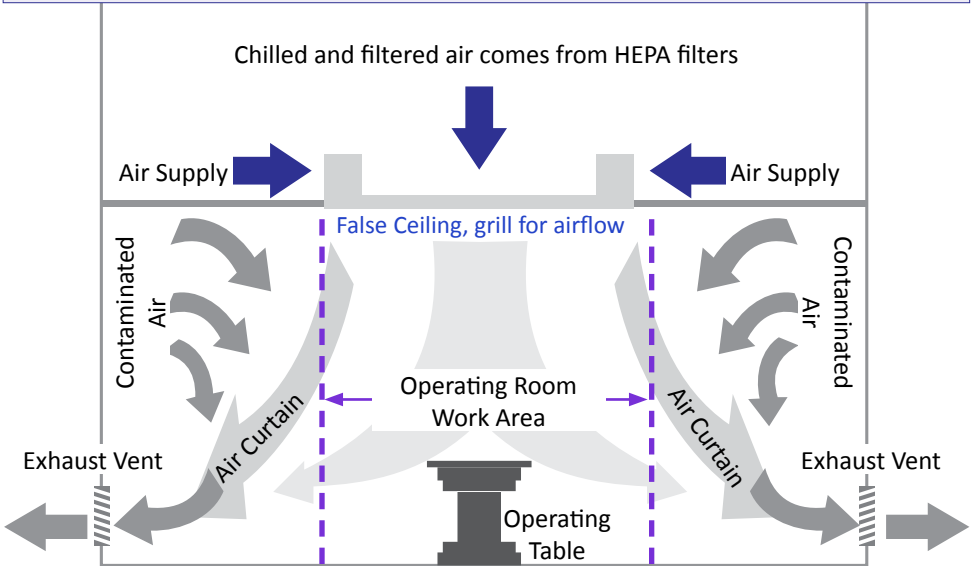 Chilled and filtered air comes from HEPA filters
Air Supply
Air Supply
False Ceiling, grill for airflow
Contaminated
Air
Contaminated
Air
Operating Room
Work Area
Air Curtain
Air Curtain
Exhaust Vent
Exhaust Vent
Operating
Table